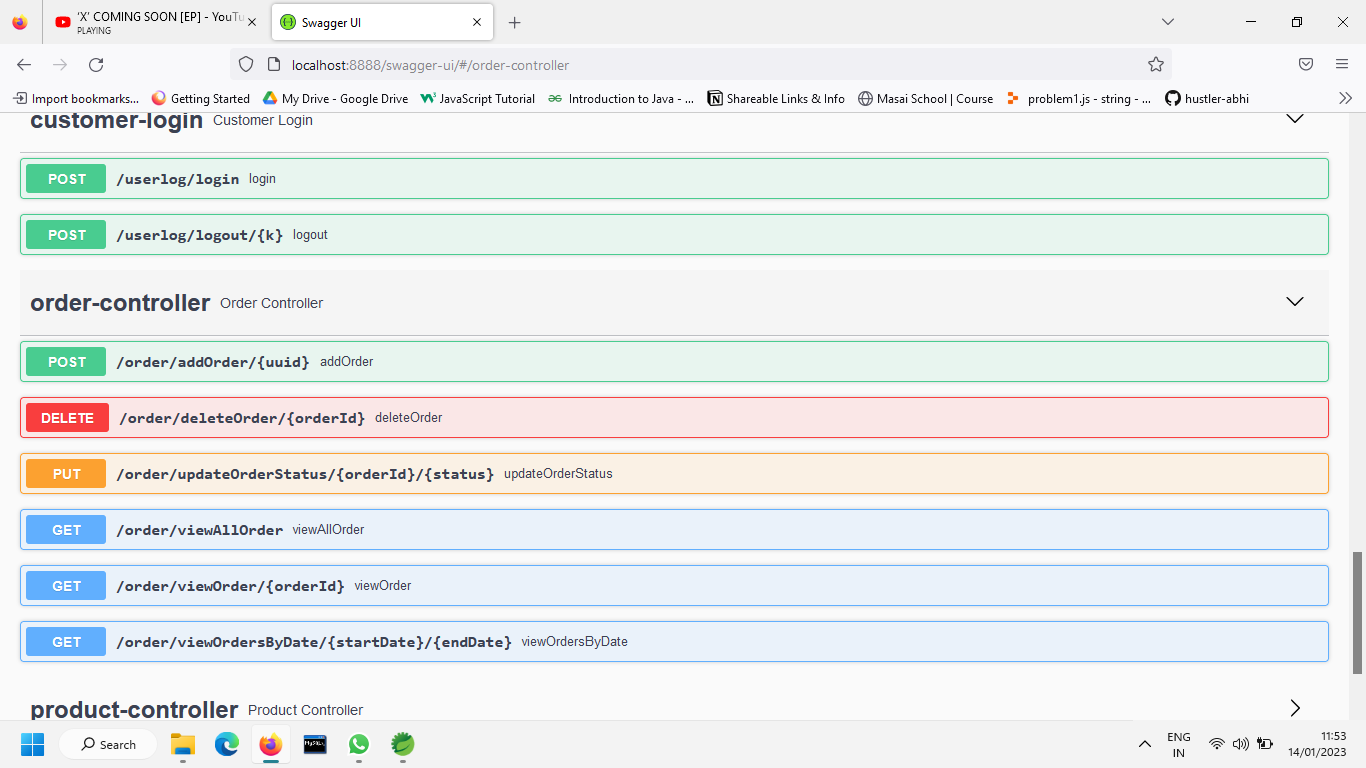 'X' COMING SOON [EP] - YouTu
PLAYING
Swagger UI
localhost:8888/swagger-ui/#/order-controller
Import bookmarks... Getting Started My Drive - Google Drive JavaScript Tutorial Introduction to Java - ... Shareable Links & Info Masai School | Course problem1.js - string - ... hustler-abhi
customer-login Customer Login
POST /userlog/login login
POST /userlog/logout/{k} logout
order-controller Order Controller
POST /order/addOrder/{uuid} addOrder
DELETE /order/deleteOrder/{orderId} deleteOrder
PUT /order/updateOrderStatus/{orderId}/{status} updateOrderStatus
GET /order/viewAllOrder viewAllOrder
GET /order/viewOrder/{orderId} viewOrder
GET /order/viewOrdersByDate/{startDate}/{endDate} viewOrdersByDate
product-controller Product Controller
Search
MySQL
ENG
IN
11:53
14/01/2023